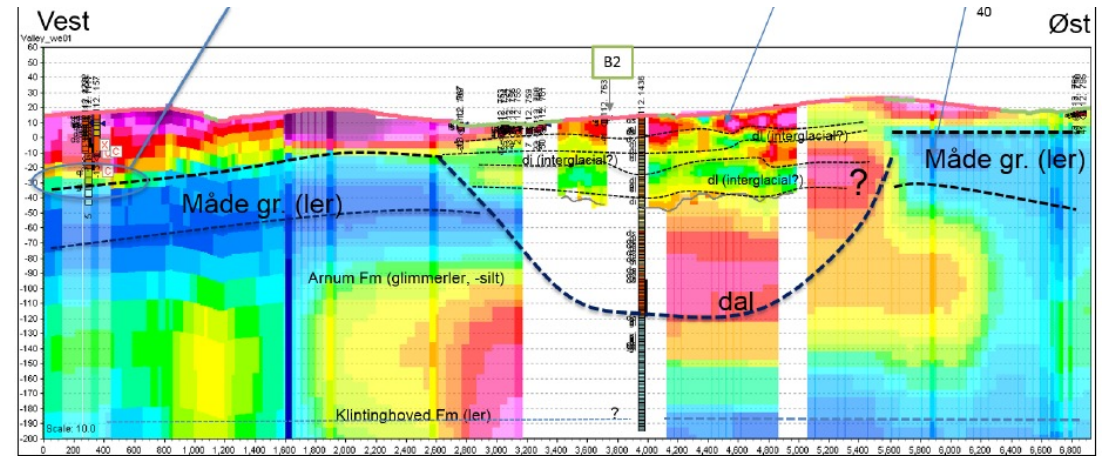 40
Vest
Øst
Valley_we01
B2
60
50
40
30
20
10
0
-10
-20
-30
-40
-50
-60
-70
-80
-90
-100
-110
-120
-130
-140
-150
-160
-170
-180
-190
-200
112. 157
112. 763
112. 1436
dl (interglacial?)
dl (interglacial?)
dl (interglacial?)
?
Måde gr. (ler)
Måde gr. (ler)
Arnum Fm (glimmerler, -silt)
dal
Klintinghoved Fm (ler)
?
Scale: 10.0
0 200 400 600 800 1,000 1,200 1,400 1,600 1,800 2,000 2,200 2,400 2,600 2,800 3,000 3,200 3,400 3,600 3,800 4,000 4,200 4,400 4,600 4,800 5,000 5,200 5,400 5,600 5,800 6,000 6,200 6,400 6,600 6,800